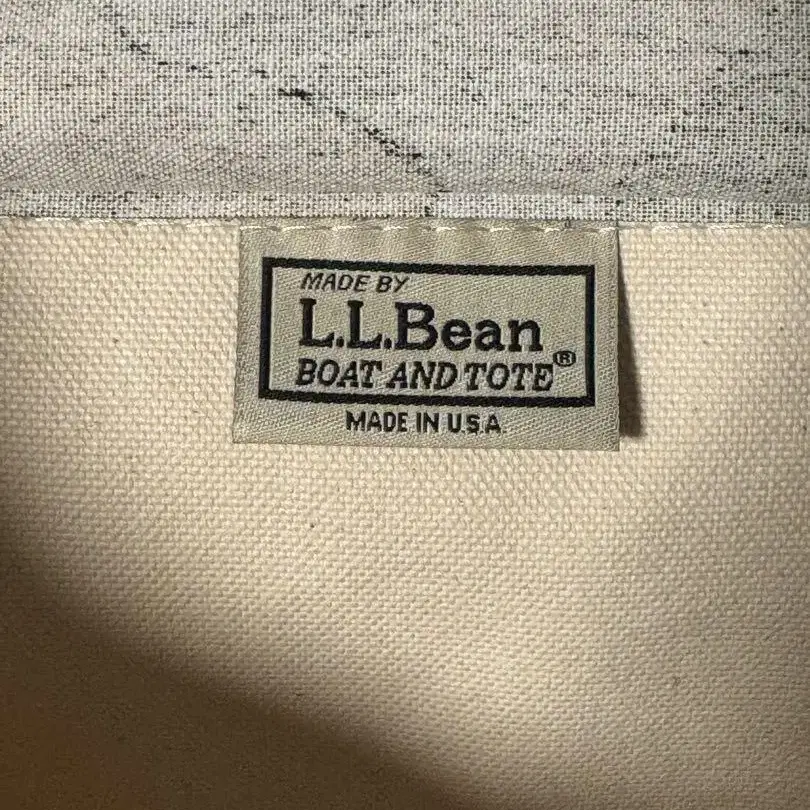 MADE BY
L.L.Bean
BOAT AND TOTE®
MADE IN U.S.A.